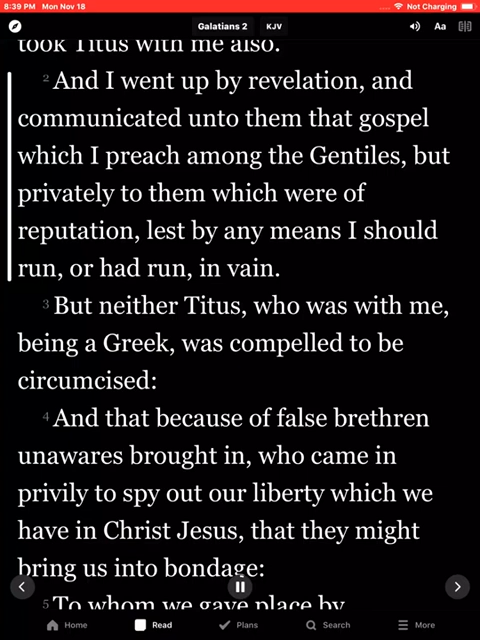 8:39 PM Mon Nov 18
Not Charging
Galatians 2
KJV
Aa
took Titus with me also.
2 And I went up by revelation, and
communicated unto them that gospel
which I preach among the Gentiles, but
privately to them which were of
reputation, lest by any means I should
run, or had run, in vain.
3 But neither Titus, who was with me,
being a Greek, was compelled to be
circumcised:
4 And that because of false brethren
unawares brought in, who came in
privily to spy out our liberty which we
have in Christ Jesus, that they might
bring us into bondage:
5 To whom we gave place by
Home
Read
Plans
Search
More